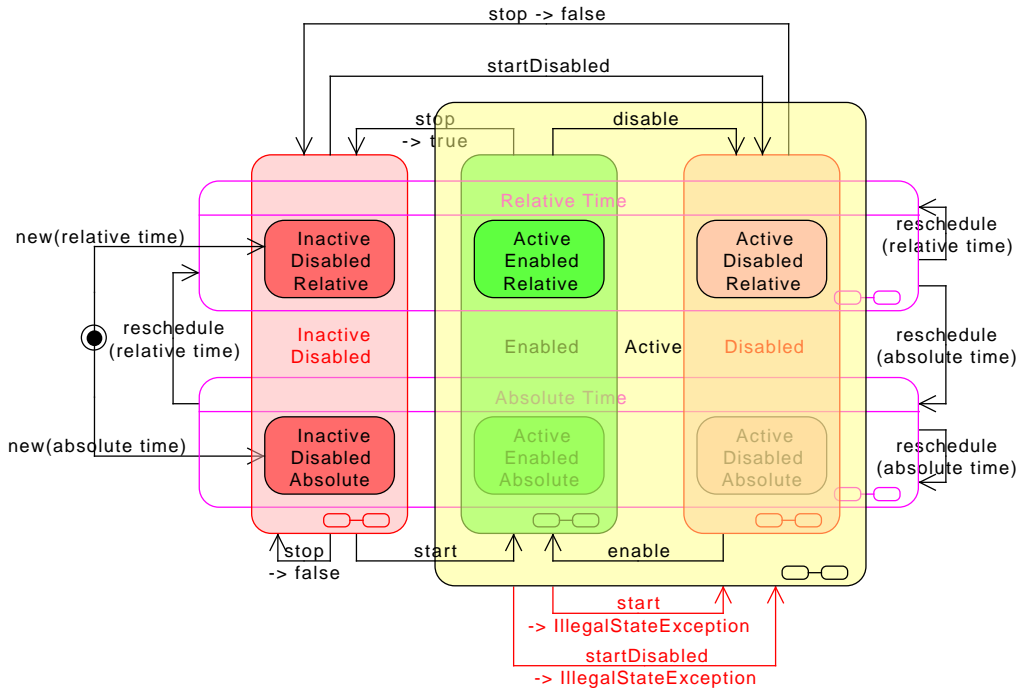 stop -> false
startDisabled
stop
-> true
disable
Relative Time
new(relative time)
Inactive
Disabled
Relative
Active
Enabled
Relative
Active
Disabled
Relative
reschedule
(relative time)
reschedule
(relative time)
Inactive
Disabled
Enabled
Active
Disabled
reschedule
(absolute time)
Absolute Time
new(absolute time)
Inactive
Disabled
Absolute
Active
Enabled
Absolute
Active
Disabled
Absolute
reschedule
(absolute time)
stop
-> false
start
enable
start
-> IllegalStateException
startDisabled
-> IllegalStateException